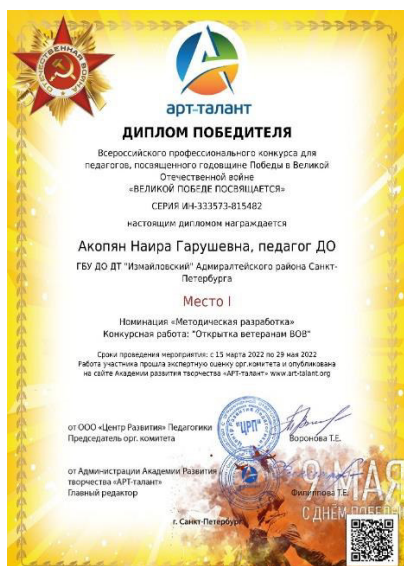 ОТЕЧЕСТВЕННАЯ ВОЙНА
арт-талант
ДИПЛОМ ПОБЕДИТЕЛЯ
Всероссийского профессионального конкурса для
педагогов, посвященного годовщине Победы в Великой
Отечественной войне
«ВЕЛИКОЙ ПОБЕДЕ ПОСВЯЩАЕТСЯ»
СЕРИЯ ИН-333573-815482
настоящим дипломом награждается
Акопян Наира Гарушевна, педагог ДО
ГБУ ДО ДТ "Измайловский" Адмиралтейского района Санкт-
Петербурга
Место I
Номинация «Методическая разработка»
Конкурсная работа: "Открытка ветеранам ВОВ"
Сроки проведения мероприятия: с 15 марта 2022 по 29 мая 2022
Работа участника прошла экспертную оценку орг.комитета и опубликована
на сайте Академии развития творчества «АРТ-талант» www.art-talant.org
от ООО «Центр Развития» Педагогики
Председатель орг. комитета
"ЦРП"
Воронова Т.Е.
от Администрации Академии Развития
творчества «АРТ-талант»
Главный редактор
Филиппова Т.Е.
9 МАЯ
С ДНЁМ ПОБЕДЫ
г. Санкт-Петербург